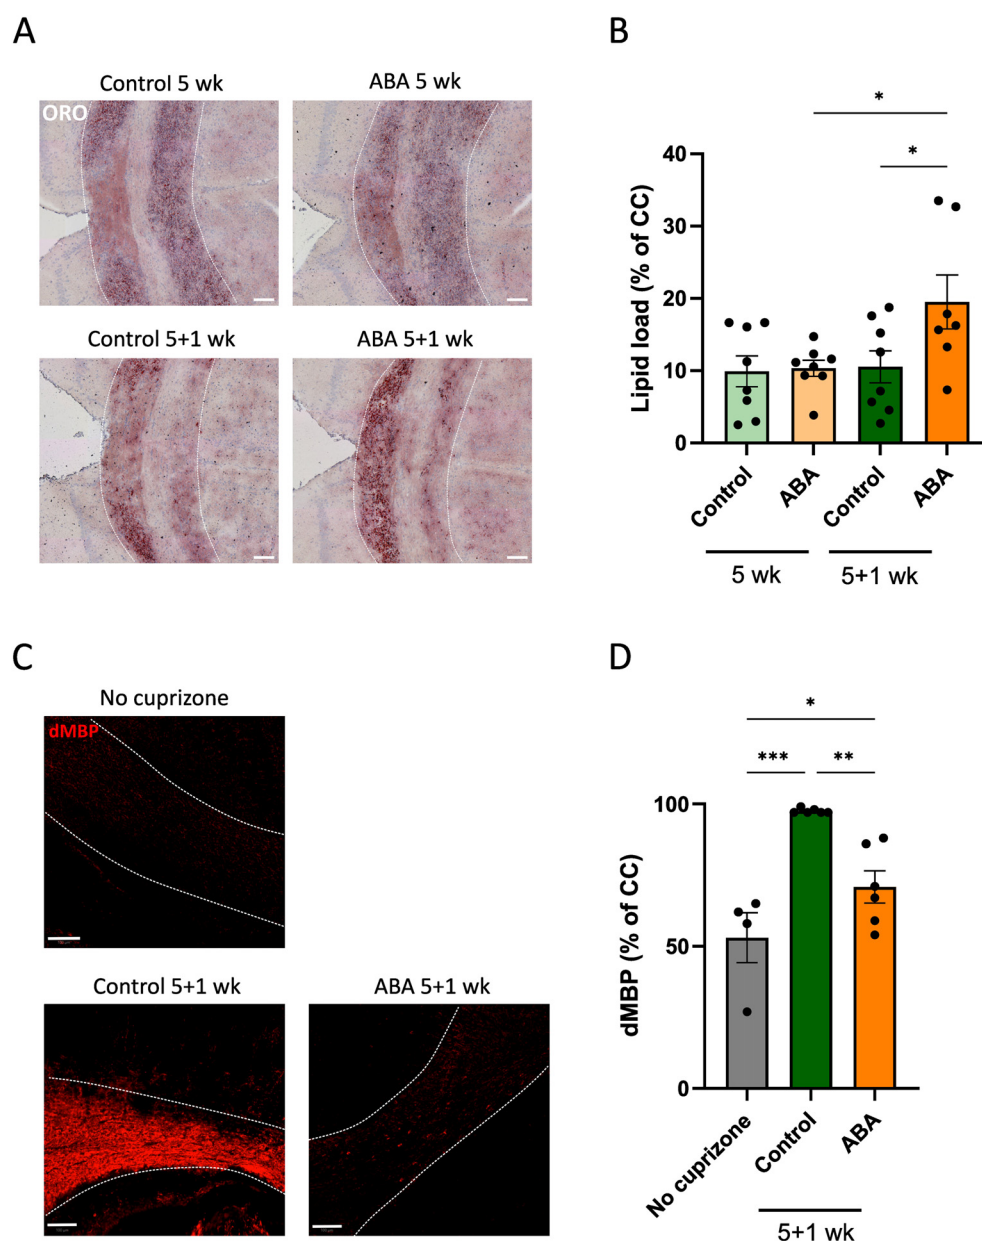 A
Control 5 wk
ABA 5 wk
ORO
Control 5+1 wk
ABA 5+1 wk
B
*
*
Lipid load (% of CC)
40
30
20
10
0
Control
ABA
Control
ABA
5 wk
5+1 wk
C
No cuprizone
dMBP
Control 5+1 wk
ABA 5+1 wk
D
*
***
**
dMBP (% of CC)
100
50
0
No cuprizone
Control
ABA
5+1 wk